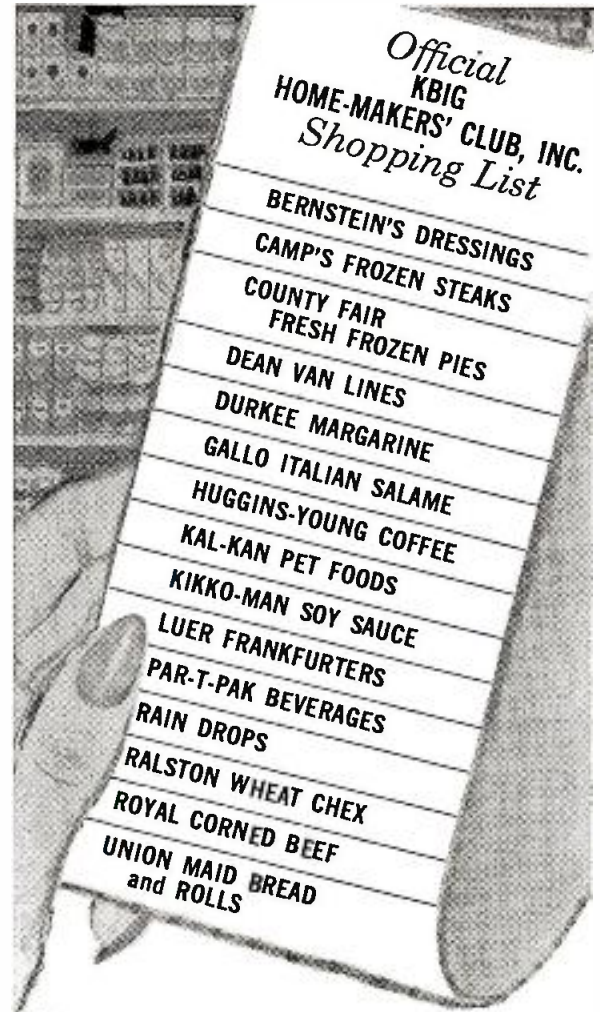 Official
KBIG
HOME-MAKERS' CLUB, INC.
Shopping List
BERNSTEIN'S DRESSINGS
CAMP'S FROZEN STEAKS
COUNTY FAIR
FRESH FROZEN PIES
DEAN VAN LINES
DURKEE MARGARINE
GALLO ITALIAN SALAME
HUGGINS-YOUNG COFFEE
KAL-KAN PET FOODS
KIKKO-MAN SOY SAUCE
LUER FRANKFURTERS
PAR-T-PAK BEVERAGES
RAIN DROPS
RALSTON WHEAT CHEX
ROYAL CORNED BEEF
UNION MAID BREAD
and ROLLS